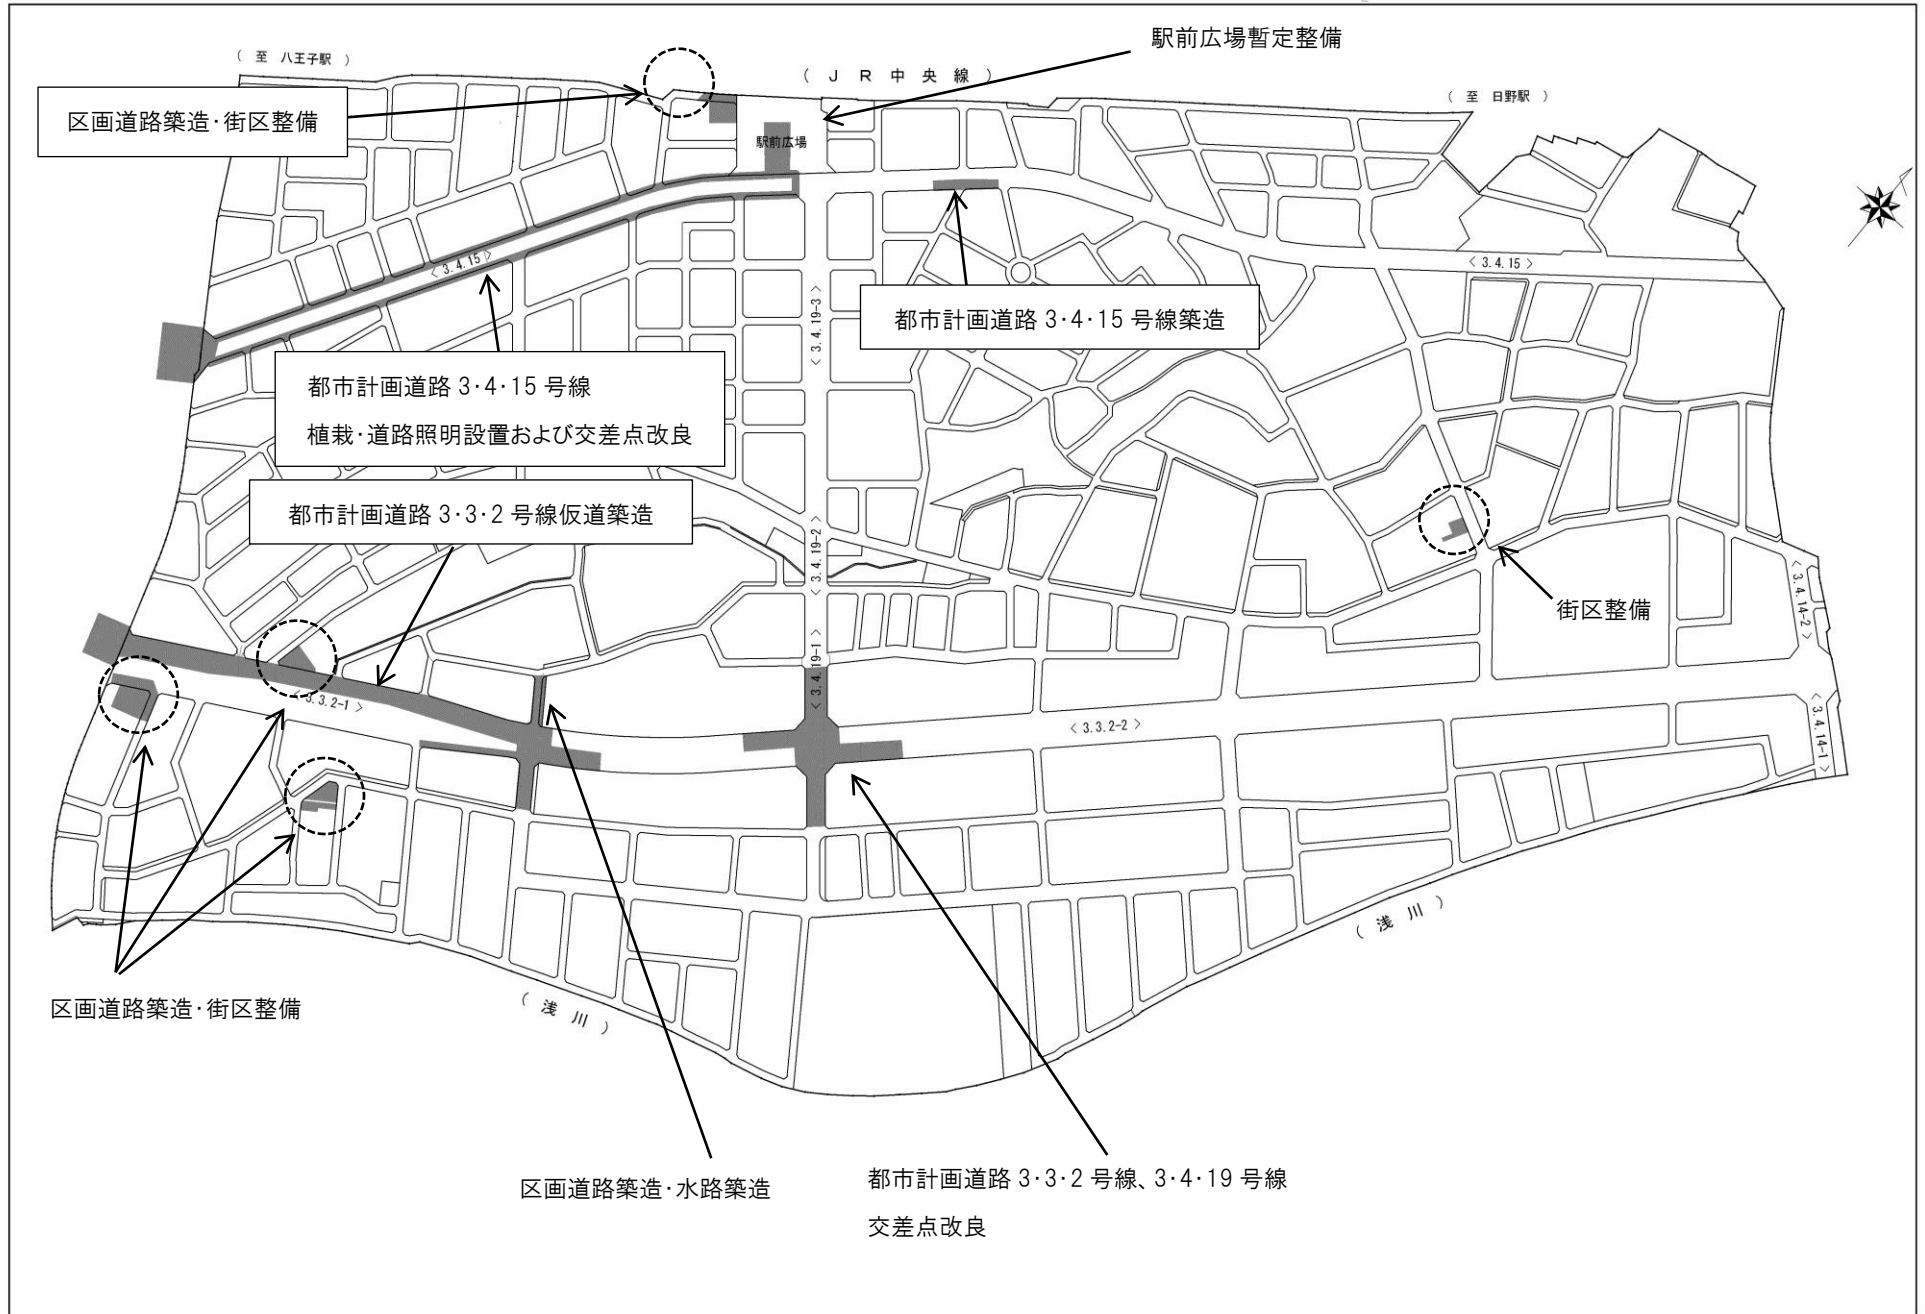 駅前広場暫定整備
（ 至 八王子駅 ）
（ J R 中 央 線 ）
（ 至 日野駅 ）
区画道路築造・街区整備
駅前広場
< 3.4.15 >
< 3.4.15 >
< 3.4.19-3 >
都市計画道路 3・4・15 号線築造
都市計画道路 3・4・15 号線
植栽・道路照明設置および交差点改良
都市計画道路 3・3・2 号線仮道築造
< 3.4.19-2 >
< 3.4.14-2 >
街区整備
< 3.4.19-1 >
< 3.3.2-1 >
< 3.3.2-2 >
< 3.4.14-1 >
（ 浅 川 ）
（ 浅 川 ）
区画道路築造・街区整備
区画道路築造・水路築造
都市計画道路 3・3・2 号線、3・4・19 号線
交差点改良